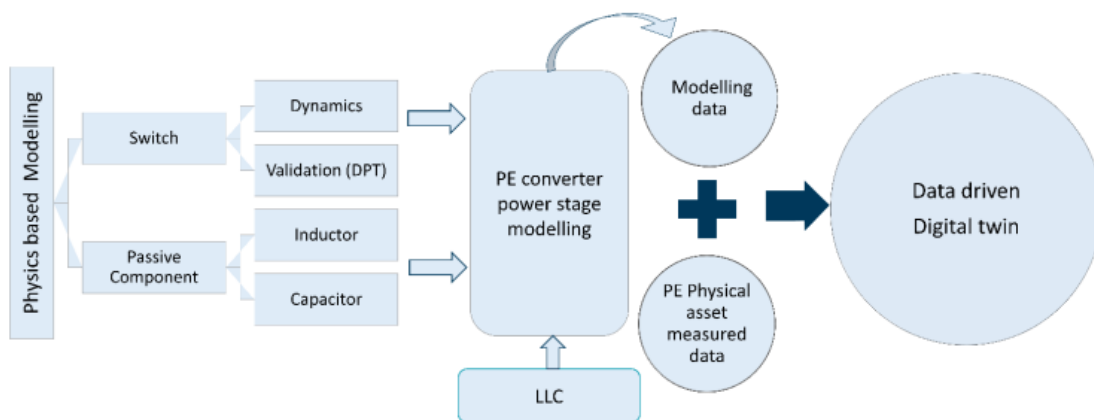 Physics based Modelling
Switch
Passive
Component
Dynamics
Validation (DPT)
Inductor
Capacitor
PE converter
power stage
modelling
LLC
Modelling
data
PE Physical
asset
measured
data
Data driven
Digital twin